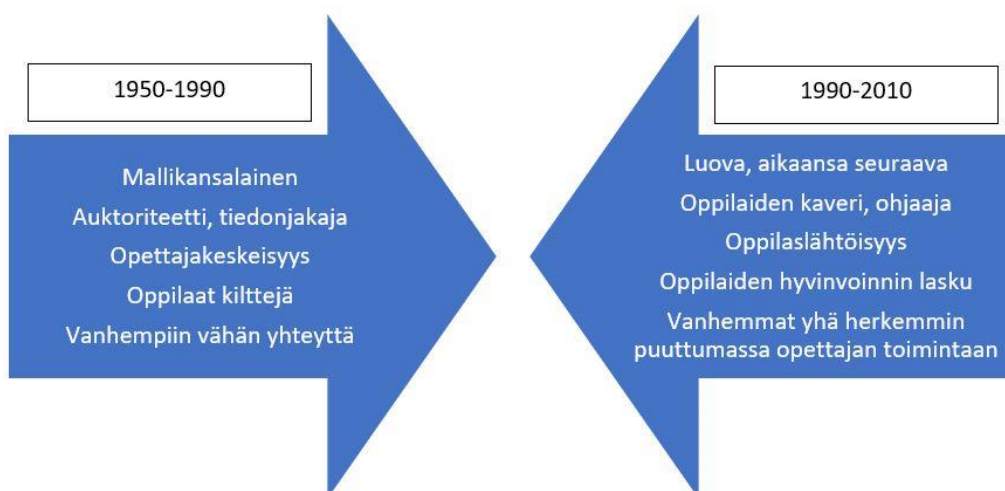 1950-1990
Mallikansalainen
Auktoriteetti, tiedonjakaja
Opettajakeskeisyys
Oppilaat kilttejä
Vanhempiin vähän yhteyttä
1990-2010
Luova, aikaansa seuraava
Oppilaiden kaveri, ohjaaja
Oppilaslähtöisyys
Oppilaiden hyvinvoinnin lasku
Vanhemmat yhä herkemmin
puuttumassa opettajan toimintaan